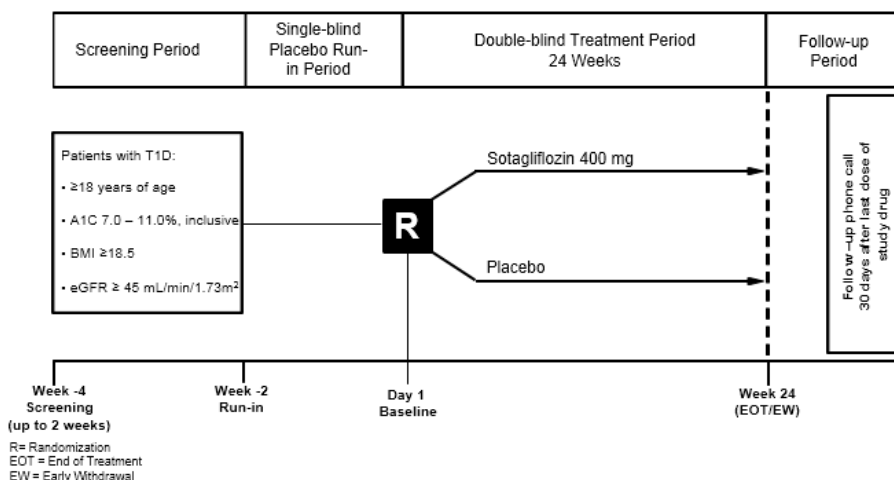 Screening Period
Single-blind
Placebo Run-
in Period
Double-blind Treatment Period
24 Weeks
Follow-up
Period
Patients with T1D:
• ≥18 years of age
• A1C 7.0 – 11.0%, inclusive
• BMI ≥18.5
• eGFR ≥ 45 mL/min/1.73m²
R
Sotagliflozin 400 mg
Placebo
Follow–up phone call
30 days after last dose of
study drug
Week -4
Screening
(up to 2 weeks)
Week -2
Run-in
Day 1
Baseline
Week 24
(EOT/EW)
R= Randomization
EOT = End of Treatment
EW = Early Withdrawal